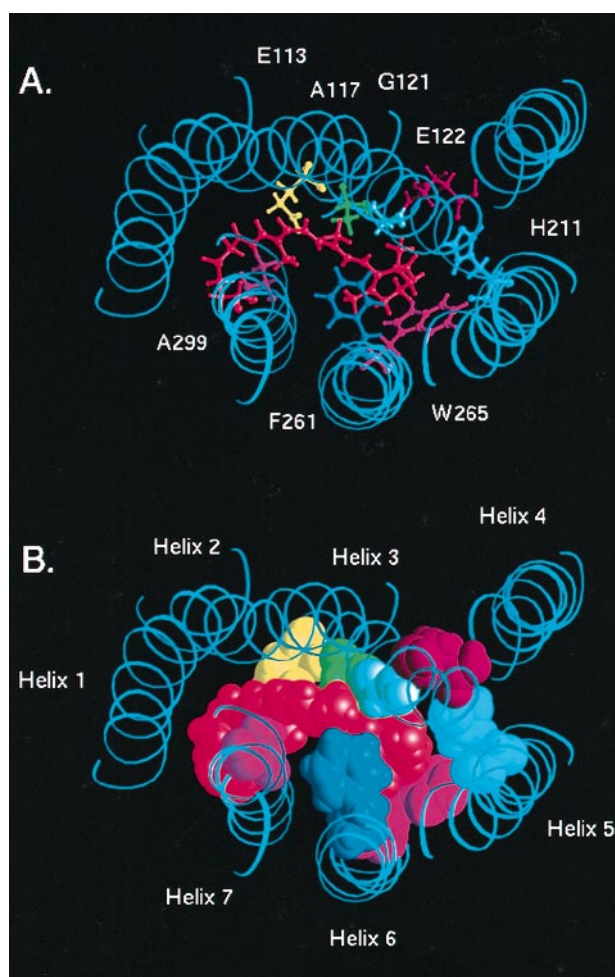 A.
E113
A117
G121
E122
H211
A299
F261
W265
B.
Helix 4
Helix 2
Helix 3
Helix 1
Helix 5
Helix 7
Helix 6